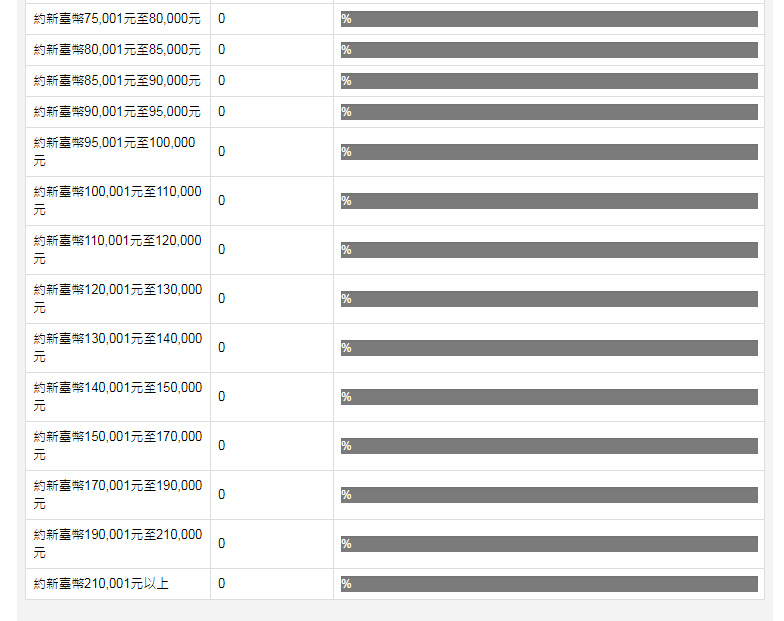 約新臺幣75,001元至80,000元 0 %
約新臺幣80,001元至85,000元 0 %
約新臺幣85,001元至90,000元 0 %
約新臺幣90,001元至95,000元 0 %
約新臺幣95,001元至100,000
元 0 %
約新臺幣100,001元至110,000
元 0 %
約新臺幣110,001元至120,000
元 0 %
約新臺幣120,001元至130,000
元 0 %
約新臺幣130,001元至140,000
元 0 %
約新臺幣140,001元至150,000
元 0 %
約新臺幣150,001元至170,000
元 0 %
約新臺幣170,001元至190,000
元 0 %
約新臺幣190,001元至210,000
元 0 %
約新臺幣210,001元以上 0 %